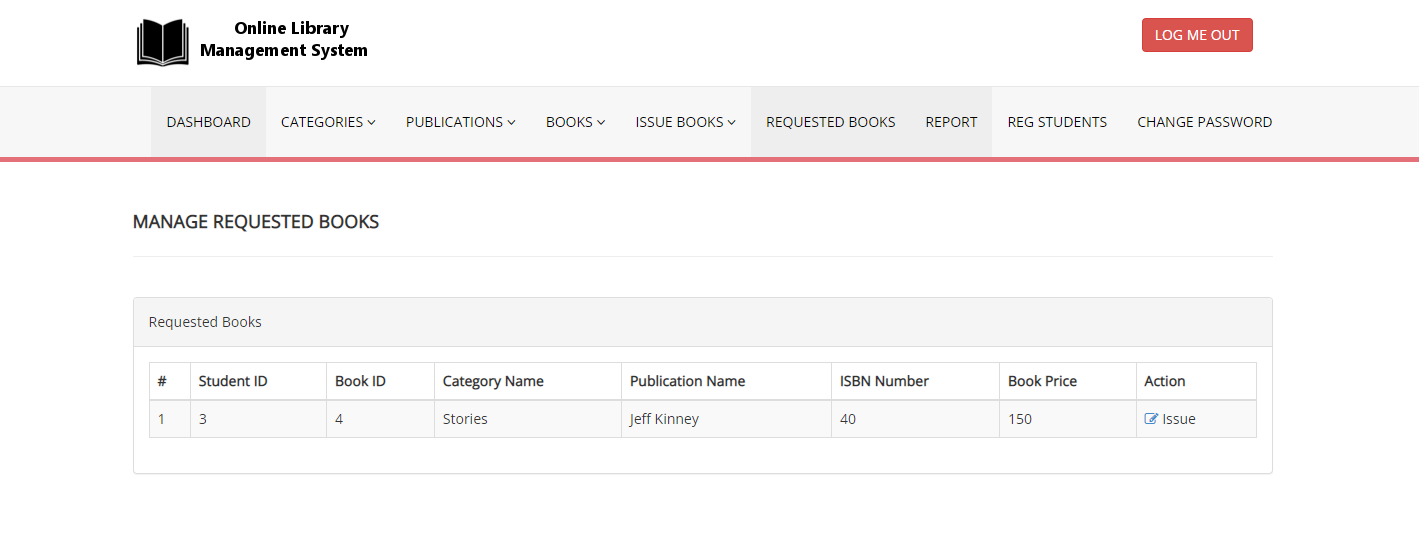 Online Library
Management System
LOG ME OUT
DASHBOARD CATEGORIES PUBLICATIONS BOOKS ISSUE BOOKS REQUESTED BOOKS REPORT REG STUDENTS CHANGE PASSWORD
MANAGE REQUESTED BOOKS
Requested Books
# Student ID Book ID Category Name Publication Name ISBN Number Book Price Action
1 3 4 Stories Jeff Kinney 40 150 Issue